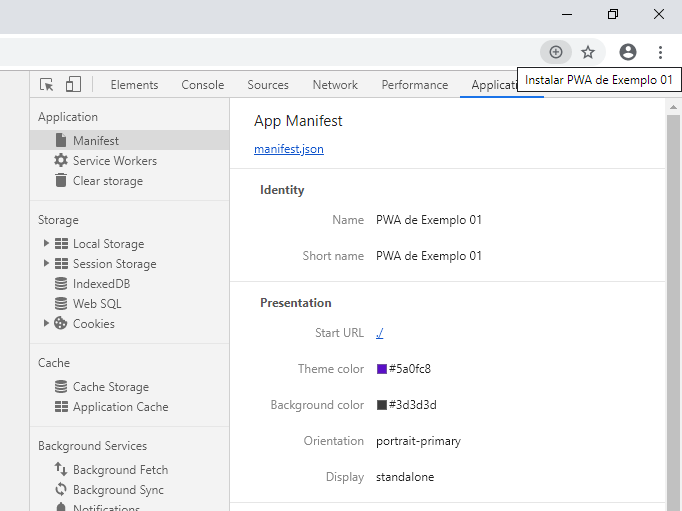 Instalar PWA de Exemplo 01
Elements Console Sources Network Performance Applicatio
Application
Manifest
Service Workers
Clear storage
Storage
Local Storage
Session Storage
IndexedDB
Web SQL
Cookies
Cache
Cache Storage
Application Cache
Background Services
Background Fetch
Background Sync
Notifications
App Manifest
manifest.json
Identity
Name PWA de Exemplo 01
Short name PWA de Exemplo 01
Presentation
Start URL ./
Theme color #5a0fc8
Background color #3d3d3d
Orientation portrait-primary
Display standalone